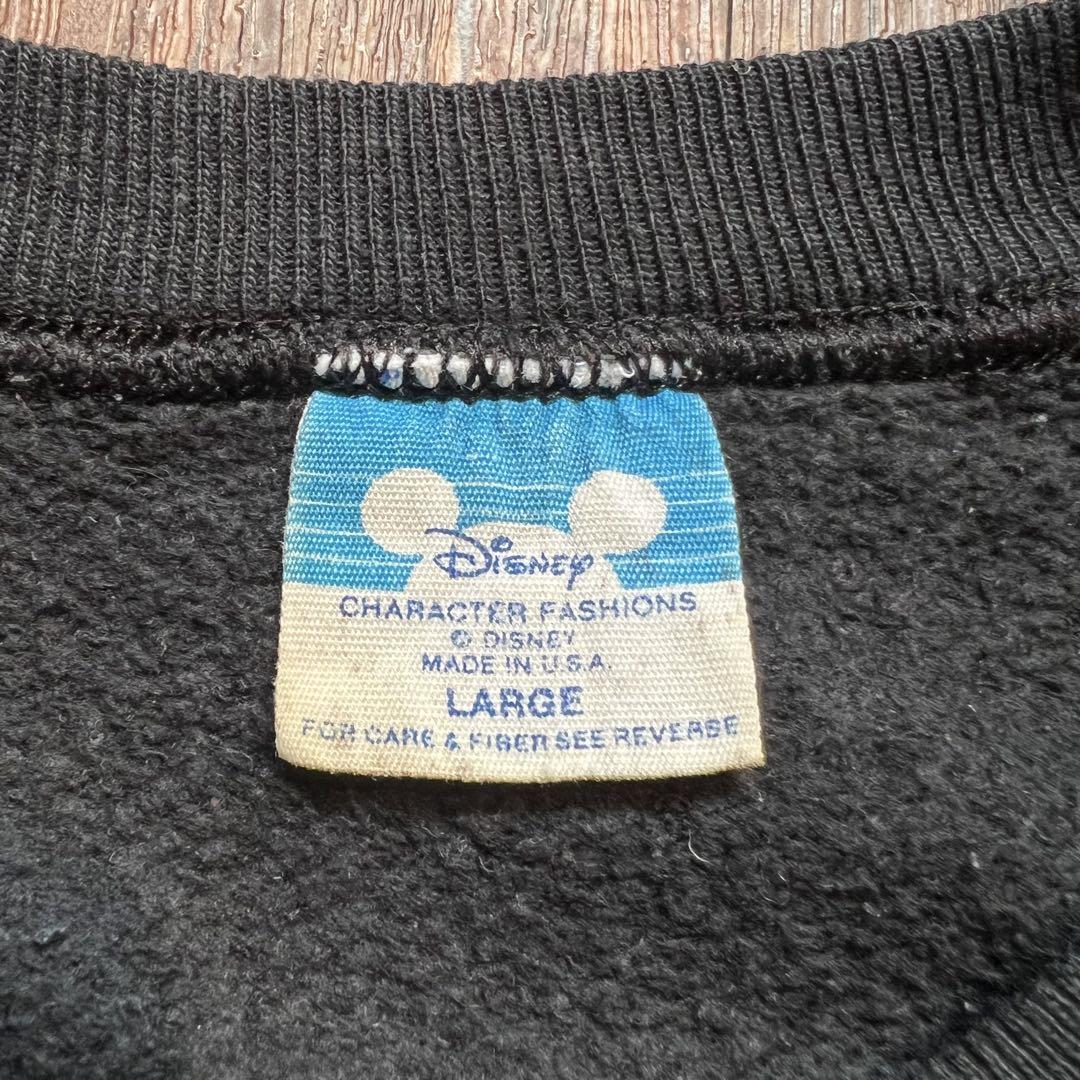 Disney
CHARACTER FASHIONS
© DISNEY
MADE IN U.S.A.
LARGE
FOR CARE & FIBER SEE REVERSE